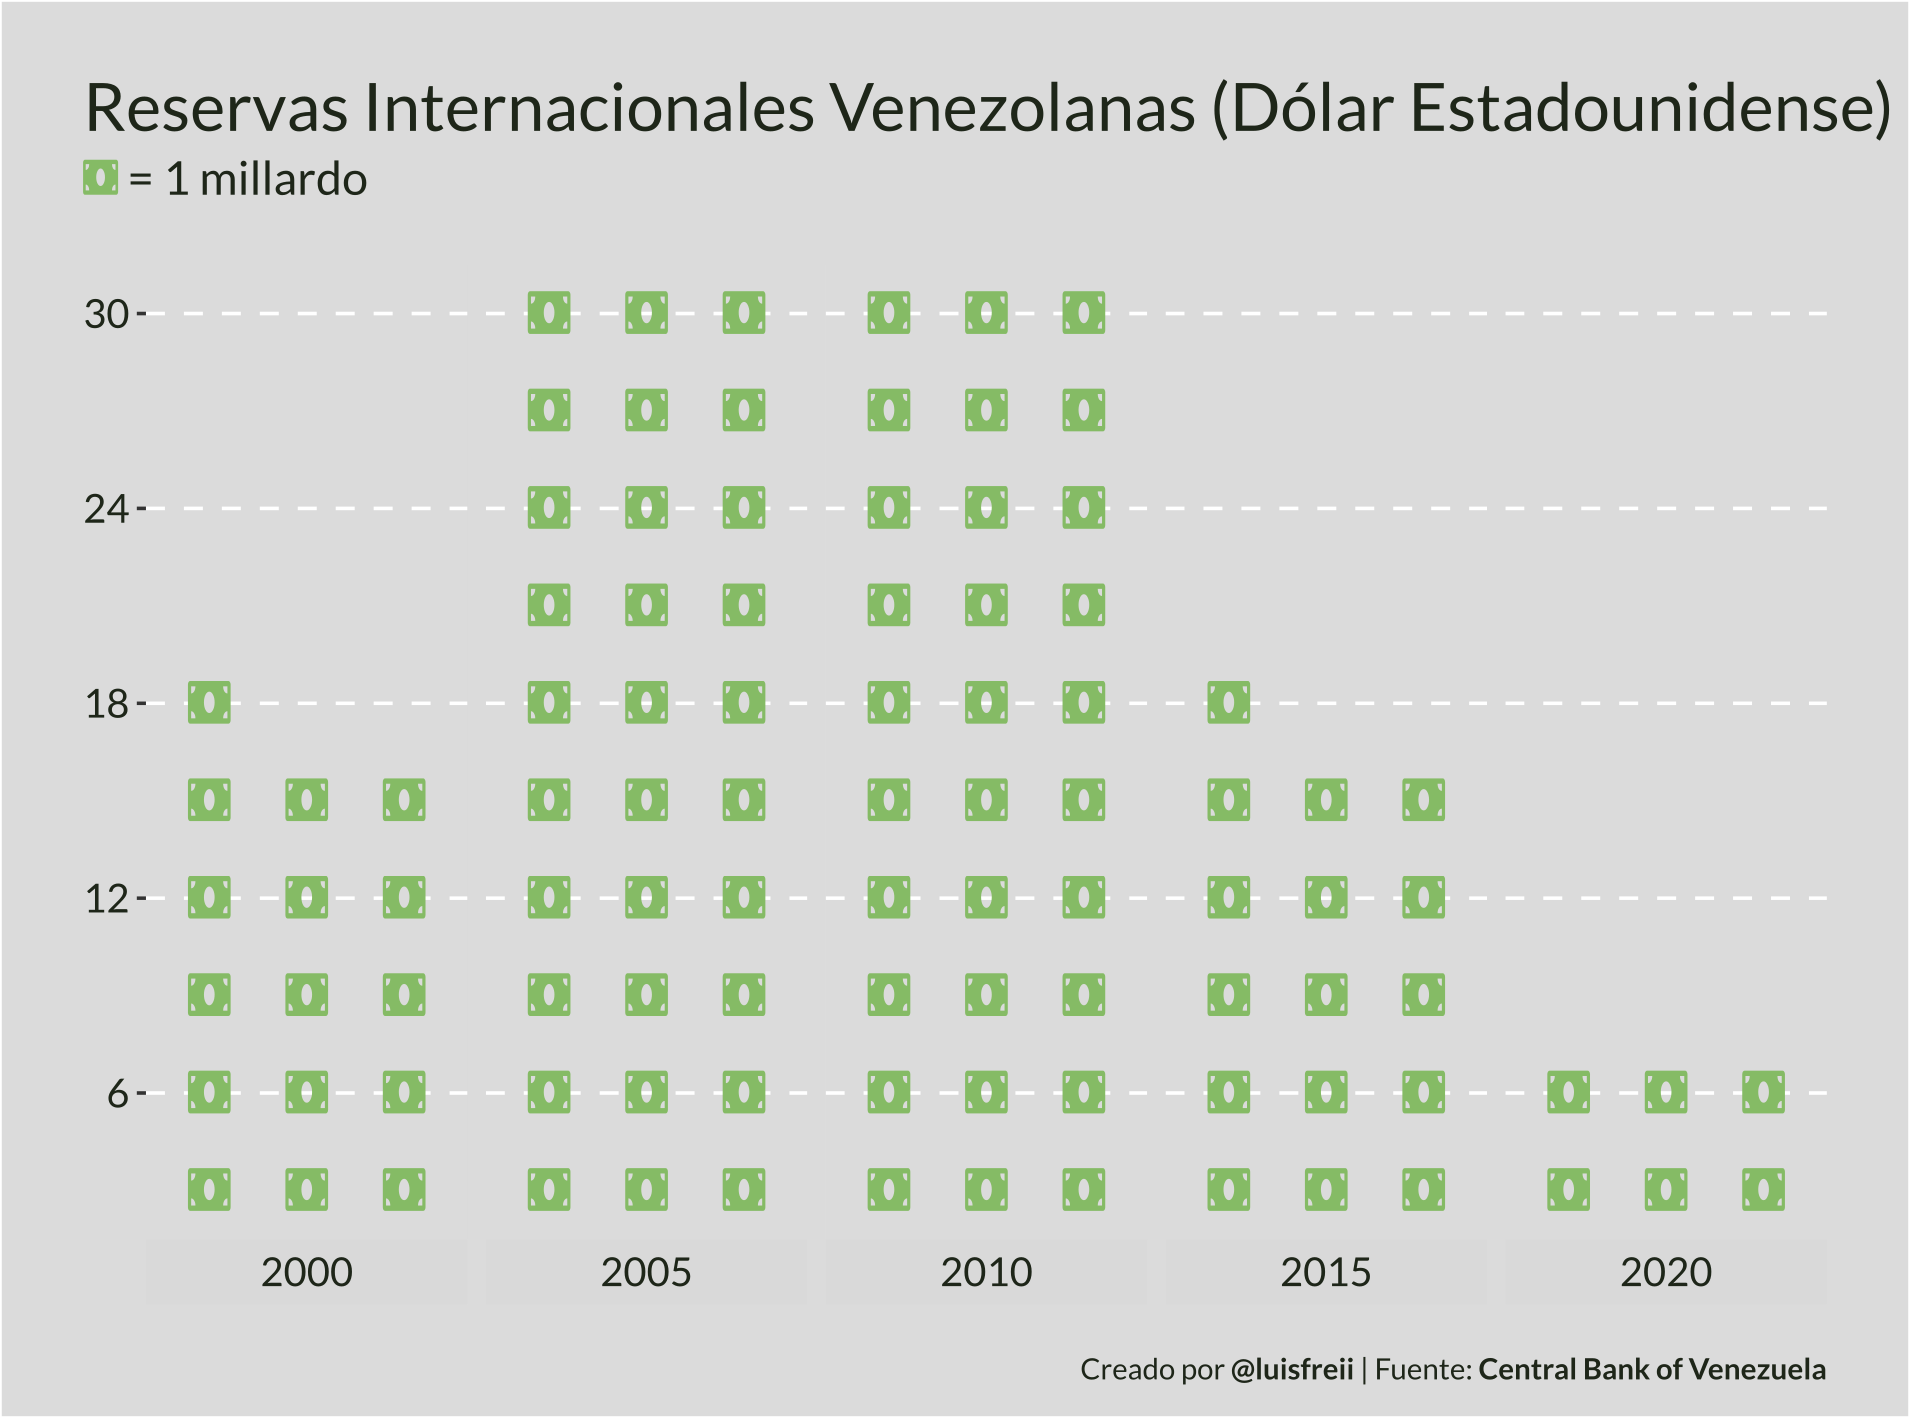 Reservas Internacionales Venezolanas (Dólar Estadounidense)
= 1 millardo
30
24
18
12
6
2000 2005 2010 2015 2020
Creado por @luisfreii | Fuente: Central Bank of Venezuela